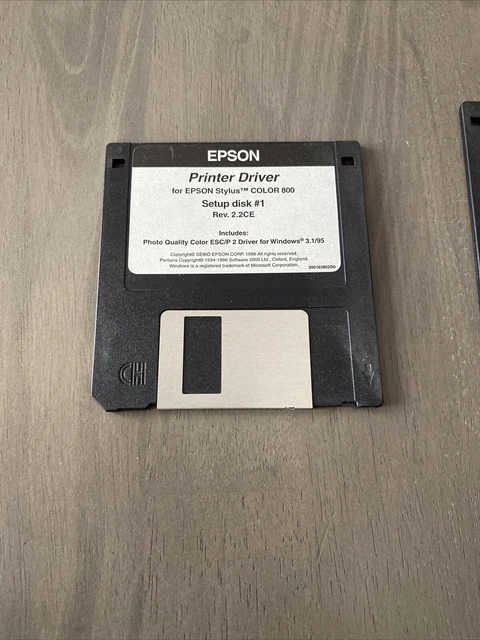 EPSON
Printer Driver
for EPSON Stylus™ COLOR 800
Setup disk #1
Rev. 2.2CE
Includes:
Photo Quality Color ESC/P 2 Driver for Windows® 3.1/95
Copyright© SEIKO EPSON CORP. 1996 All rights reserved.
Portions Copyright© 1994-1996 Software 2000 Ltd., Oxford, England.
Windows is a registered trademark of Microsoft Corporation.